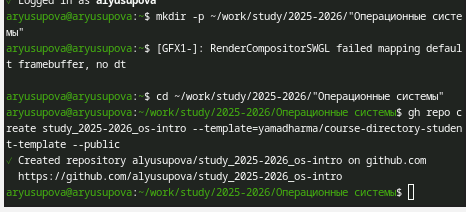 ✓ Logged in as aryusupova
aryusupova@aryusupova:~$ mkdir -p ~/work/study/2025-2026/"Операционные систе
мы"
aryusupova@aryusupova:~$ [GFX1-]: RenderCompositorSWGL failed mapping defaul
t framebuffer, no dt
aryusupova@aryusupova:~$ cd ~/work/study/2025-2026/"Операционные системы"
aryusupova@aryusupova:~/work/study/2025-2026/Операционные системы$ gh repo c
reate study_2025-2026_os-intro --template=yamadharma/course-directory-studen
t-template --public
✓ Created repository alyusupova/study_2025-2026_os-intro on github.com
https://github.com/alyusupova/study_2025-2026_os-intro
aryusupova@aryusupova:~/work/study/2025-2026/Операционные системы$